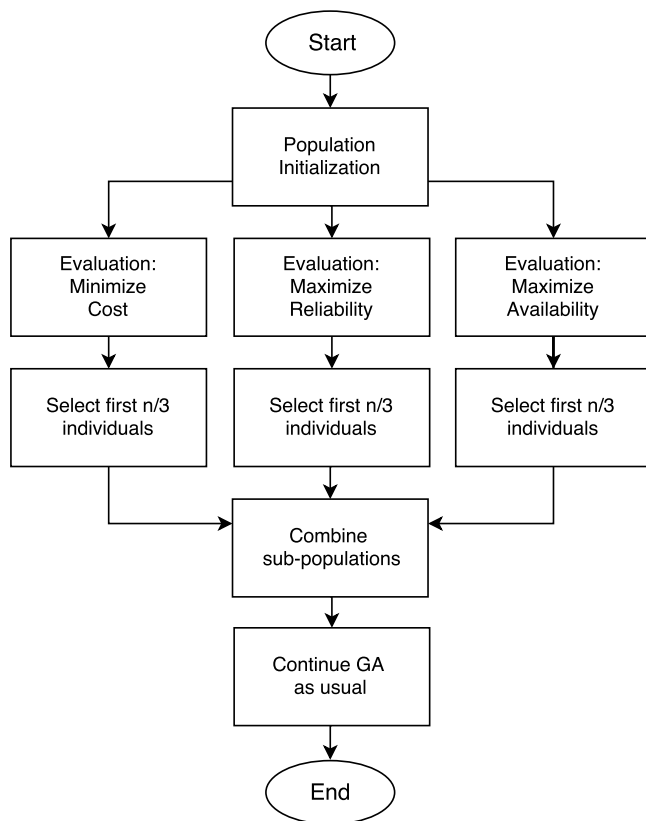 Start
Population
Initialization
Evaluation:
Minimize
Cost
Evaluation:
Maximize
Reliability
Evaluation:
Maximize
Availability
Select first n/3
individuals
Select first n/3
individuals
Select first n/3
individuals
Combine
sub-populations
Continue GA
as usual
End